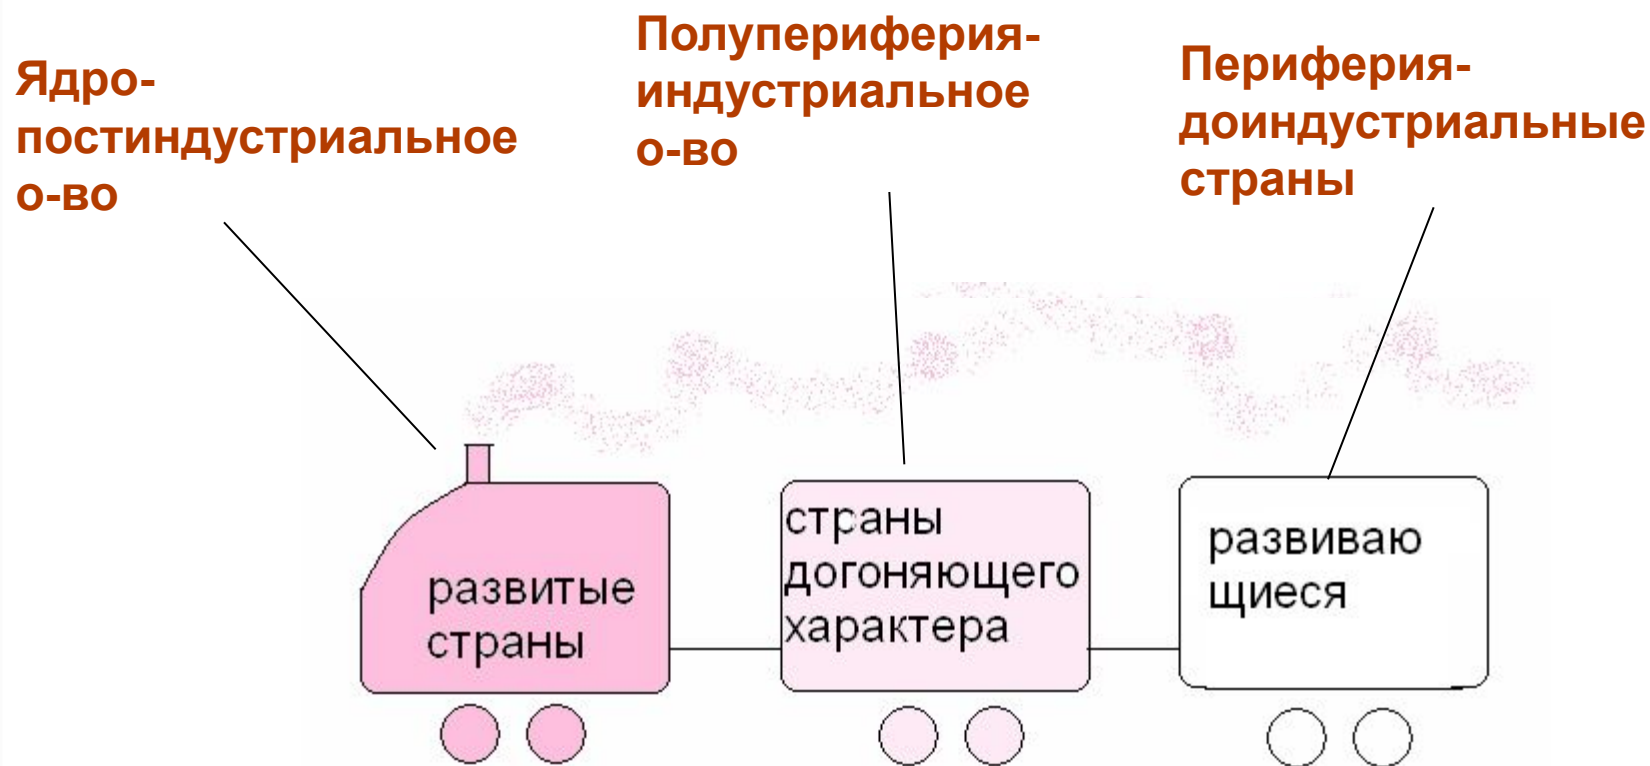 Ядро-
постиндустриальное
о-во
Полупериферия-
индустриальное
о-во
Периферия-
доиндустриальные
страны
развитые
страны
страны
догоняющего
характера
развиваю
щиеся